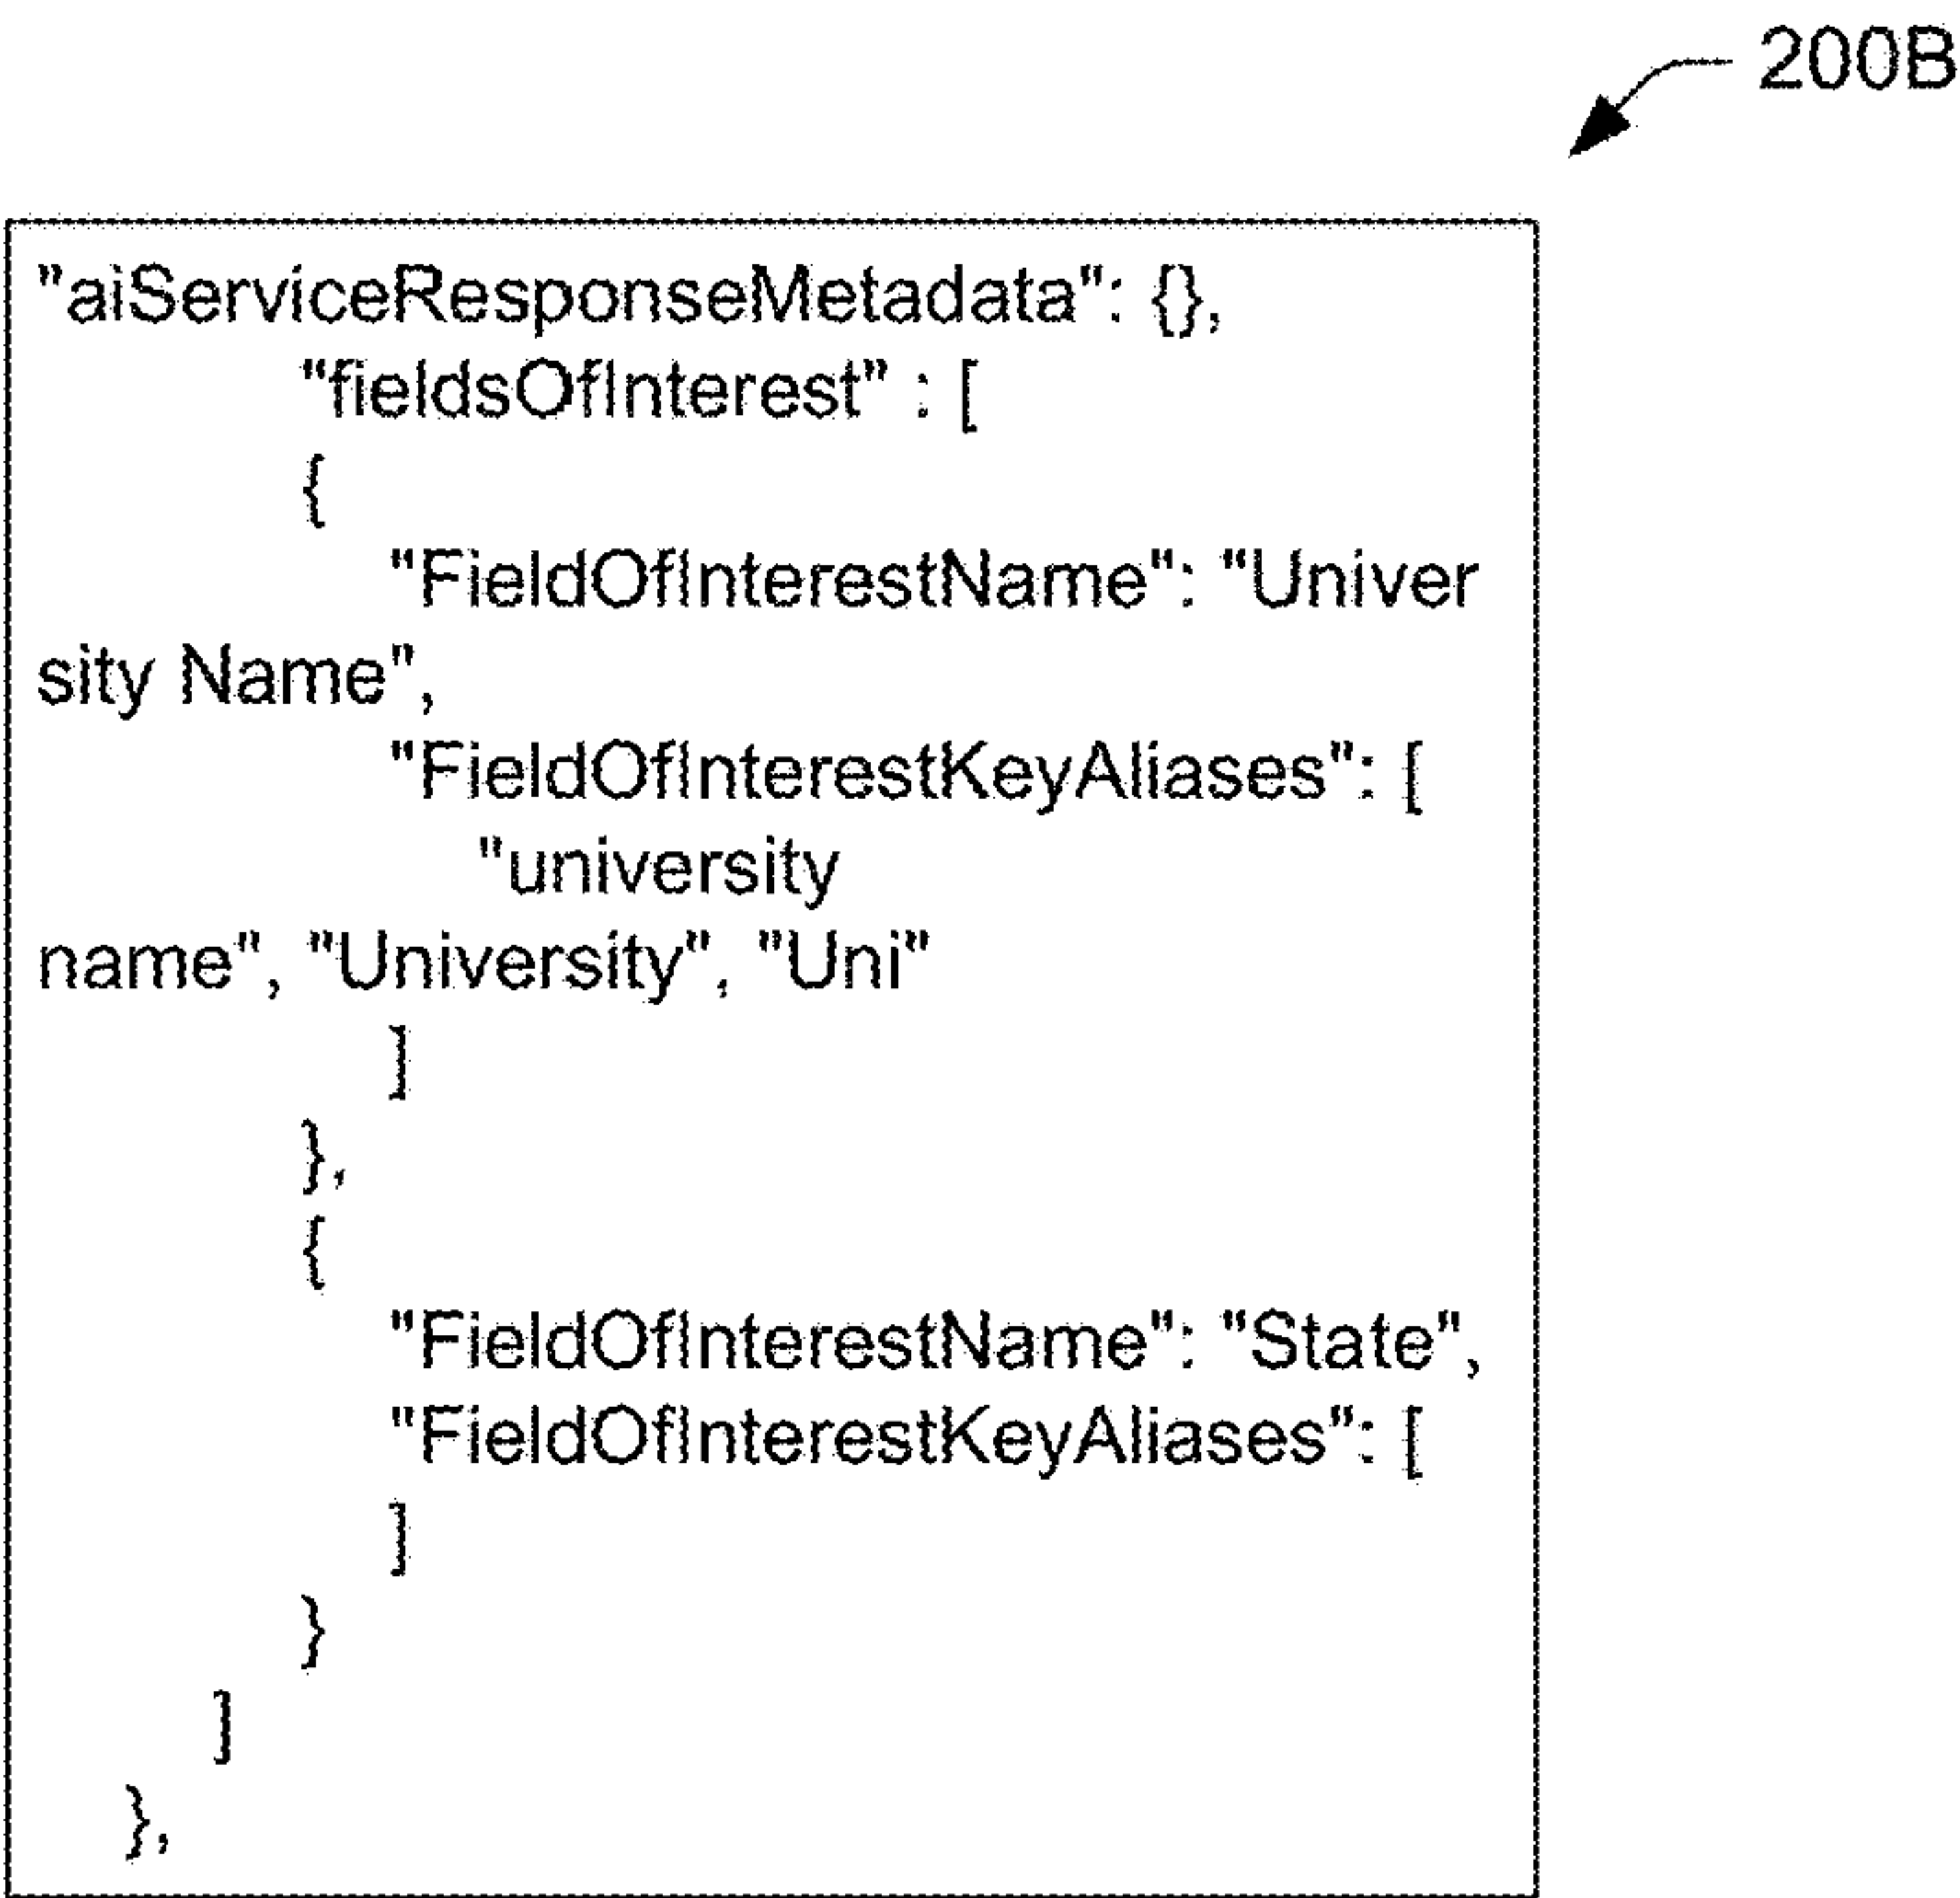 200B
"aiServiceResponseMetadata": {},
"fieldsOfInterest" : [
{
"FieldOfInterestName": "Univer
sity Name",
"FieldOfInterestKeyAliases": [
"university
name", "University", "Uni"
]
},
{
"FieldOfInterestName": "State",
"FieldOfInterestKeyAliases": [
]
}
]
},